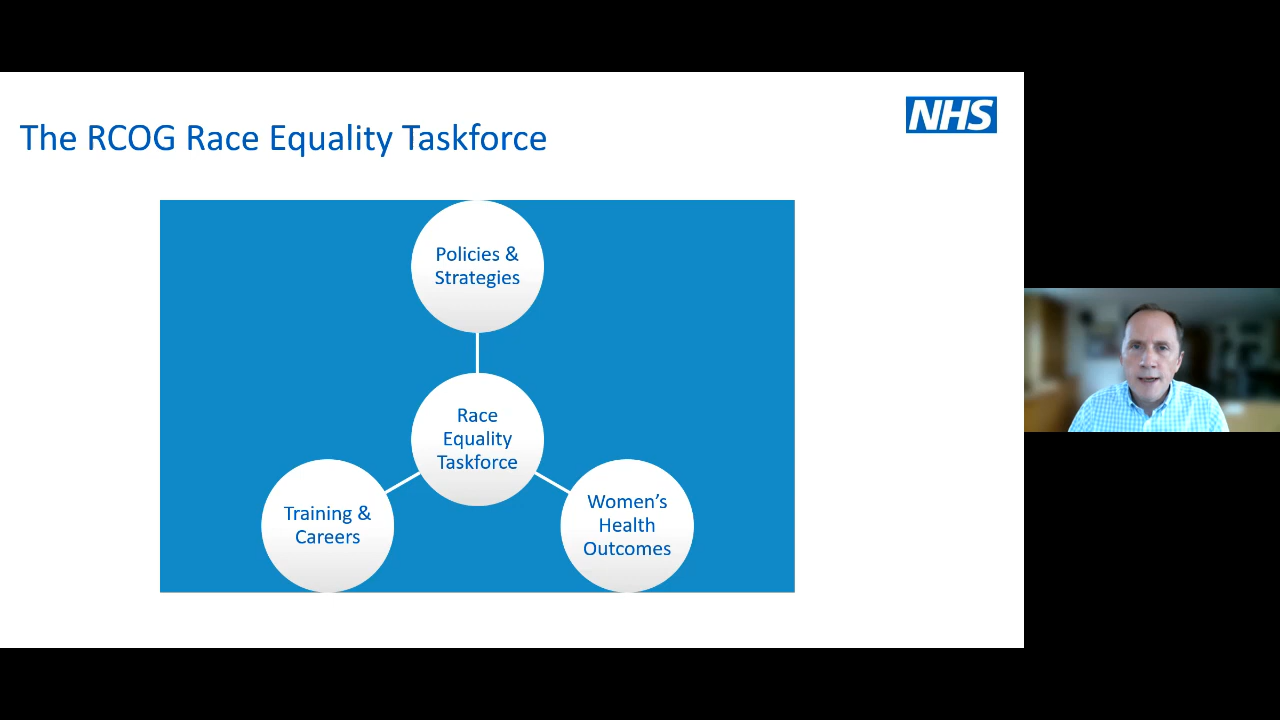 The RCOG Race Equality Taskforce
NHS
Policies &
Strategies
Race
Equality
Taskforce
Training &
Careers
Women’s
Health
Outcomes